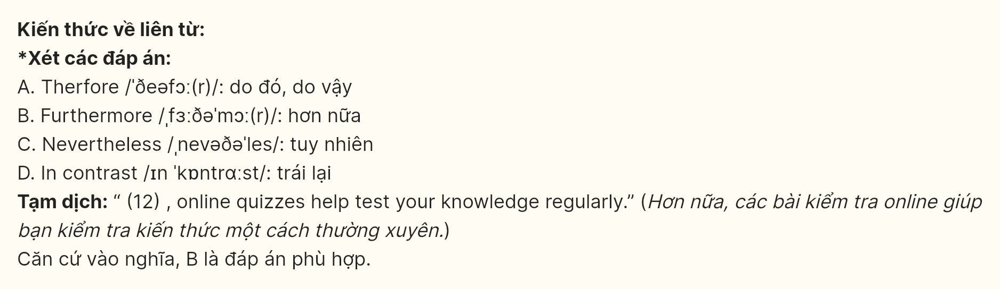 Kiến thức về liên từ:
*Xét các đáp án:
A. Therfore /ˈðeəfɔː(r)/: do đó, do vậy
B. Furthermore /ˌfɜːðəˈmɔː(r)/: hơn nữa
C. Nevertheless /ˌnevəðəˈles/: tuy nhiên
D. In contrast /ɪn ˈkɒntrɑːst/: trái lại
Tạm dịch: “ (12) , online quizzes help test your knowledge regularly.” (Hơn nữa, các bài kiểm tra online giúp
bạn kiểm tra kiến thức một cách thường xuyên.)
Căn cứ vào nghĩa, B là đáp án phù hợp.